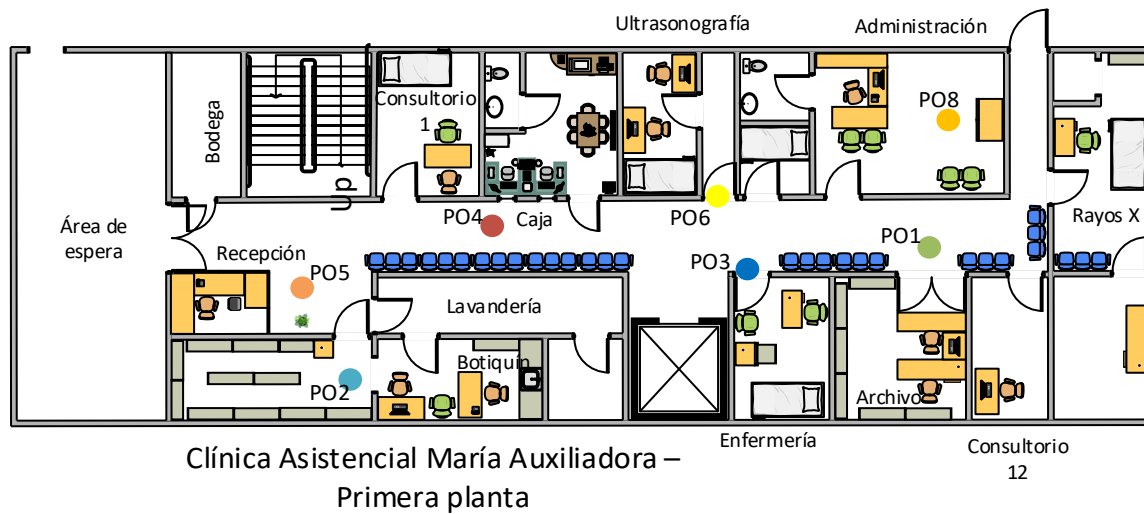 Ultrasonografía
Administración
Consultorio
1
Bodega
Up
PO8
Área de
espera
Recepción
PO4
Caja
PO6
PO1
Rayos X
PO5
PO3
Lavandería
PO2
Botiquín
Archivo
Enfermería
Consultorio
12
Clínica Asistencial María Auxiliadora –
Primera planta